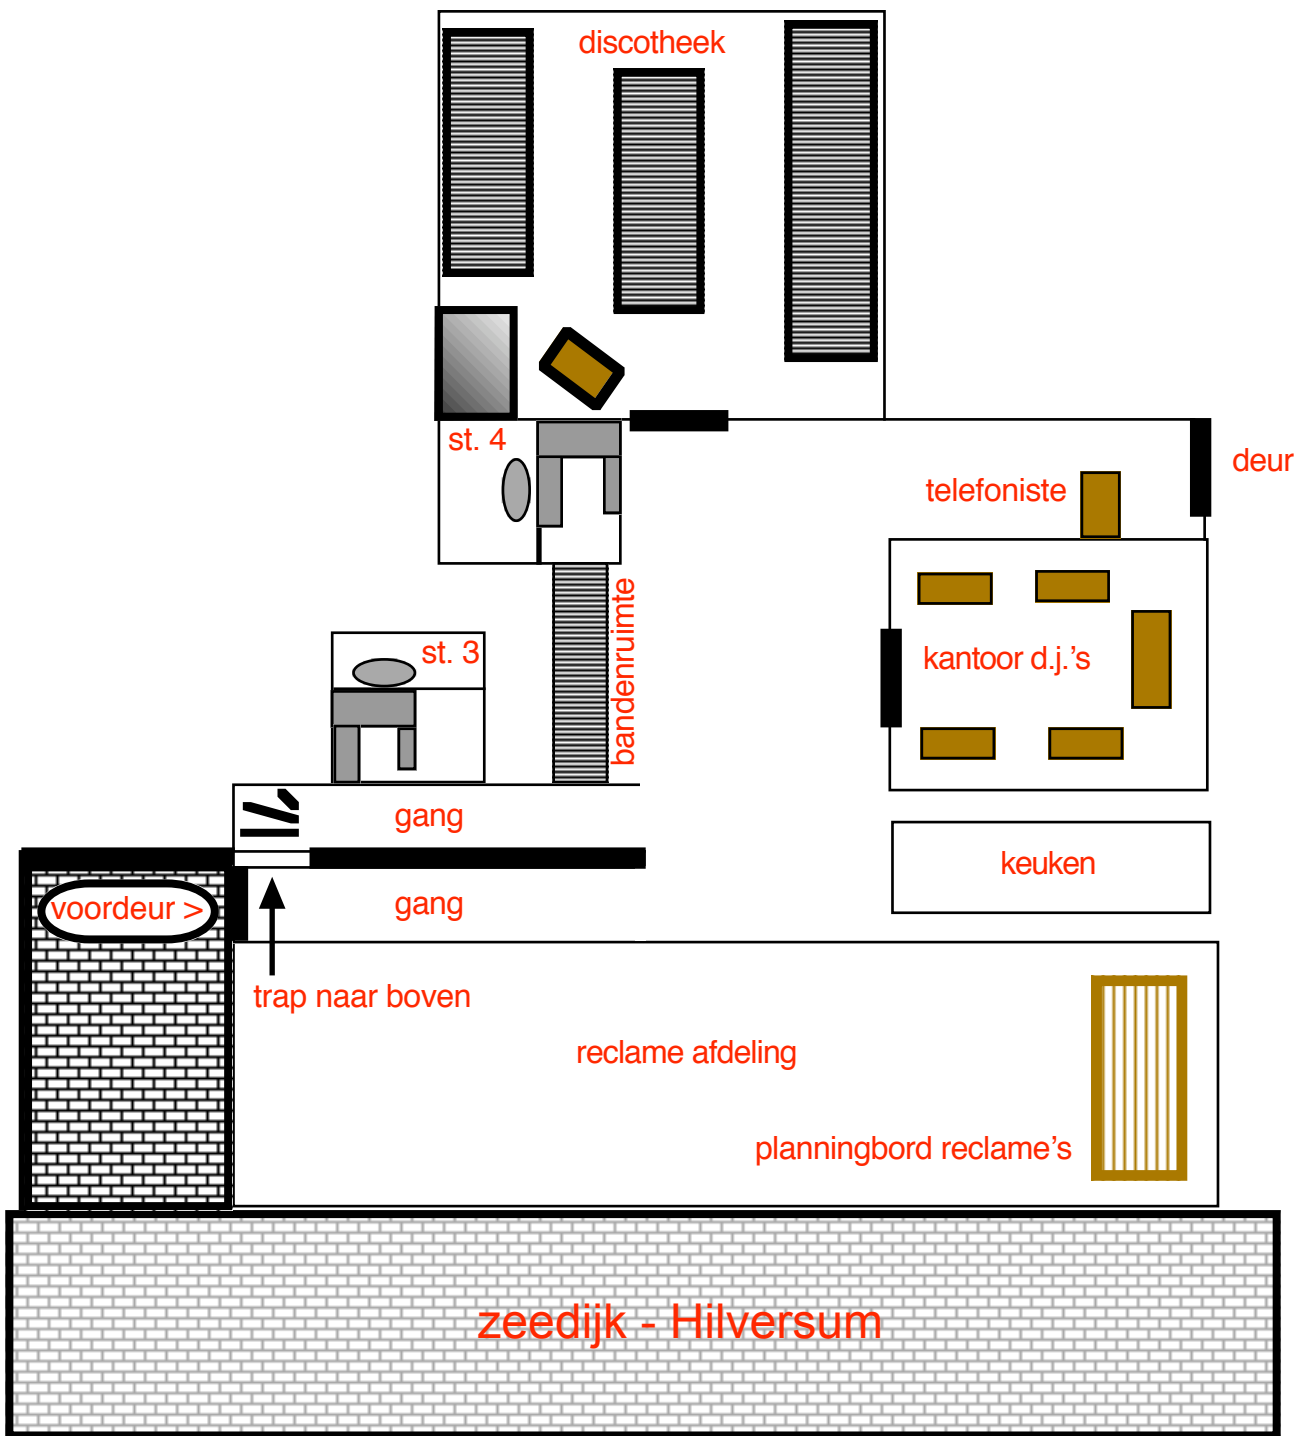 discotheek
st. 4
deur
telefoniste
bandenruimte
st. 3
kantoor d.j.'s
gang
keuken
voordeur >
gang
trap naar boven
reclame afdeling
planningbord reclame’s
zeedijk - Hilversum